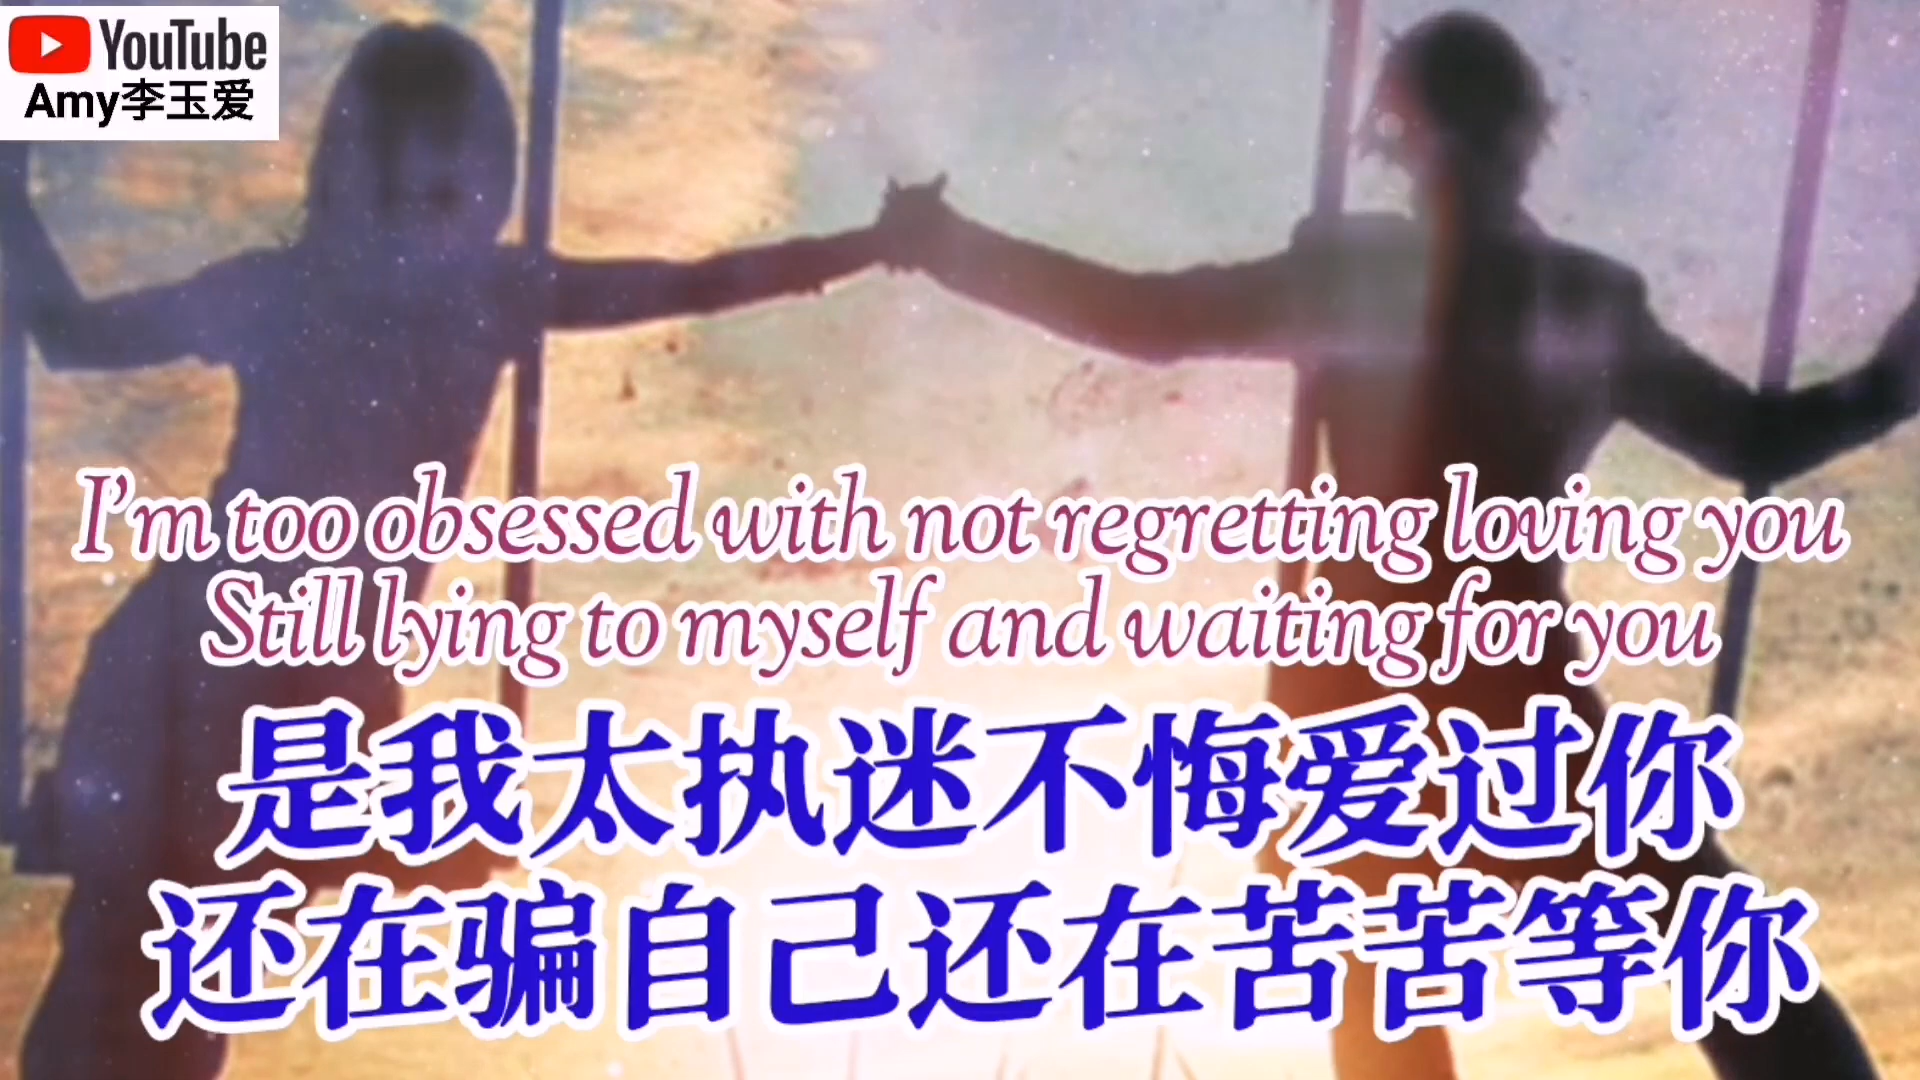 YouTube
Amy李玉爱
I'm too obsessed with not regretting loving you
Still lying to myself and waiting for you
是我太执迷不悔爱过你
还在骗自己还在苦苦等你